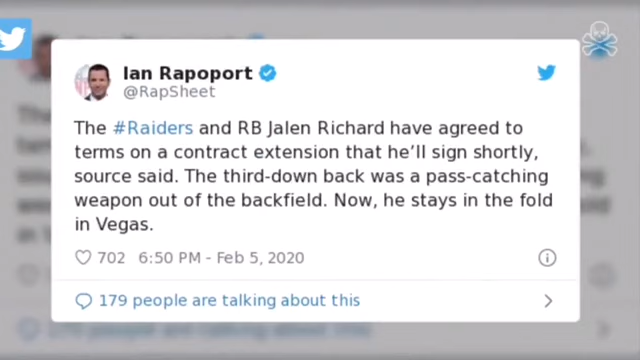 Ian Rapoport
@RapSheet
The #Raiders and RB Jalen Richard have agreed to
terms on a contract extension that he’ll sign shortly,
source said. The third-down back was a pass-catching
weapon out of the backfield. Now, he stays in the fold
in Vegas.
702 6:50 PM - Feb 5, 2020
179 people are talking about this